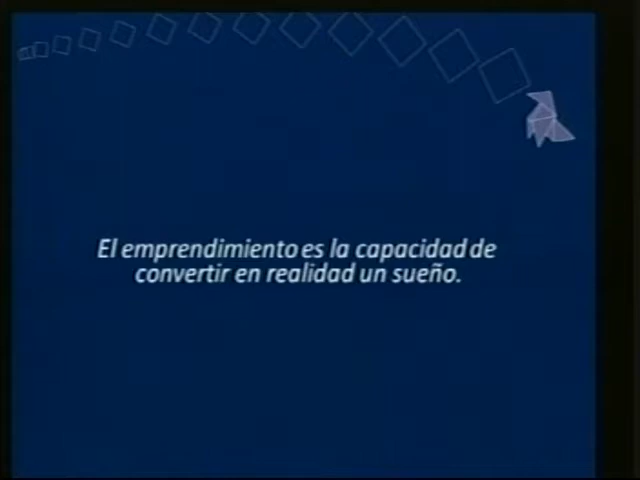 El emprendimiento es la capacidad de
convertir en realidad un sueño.